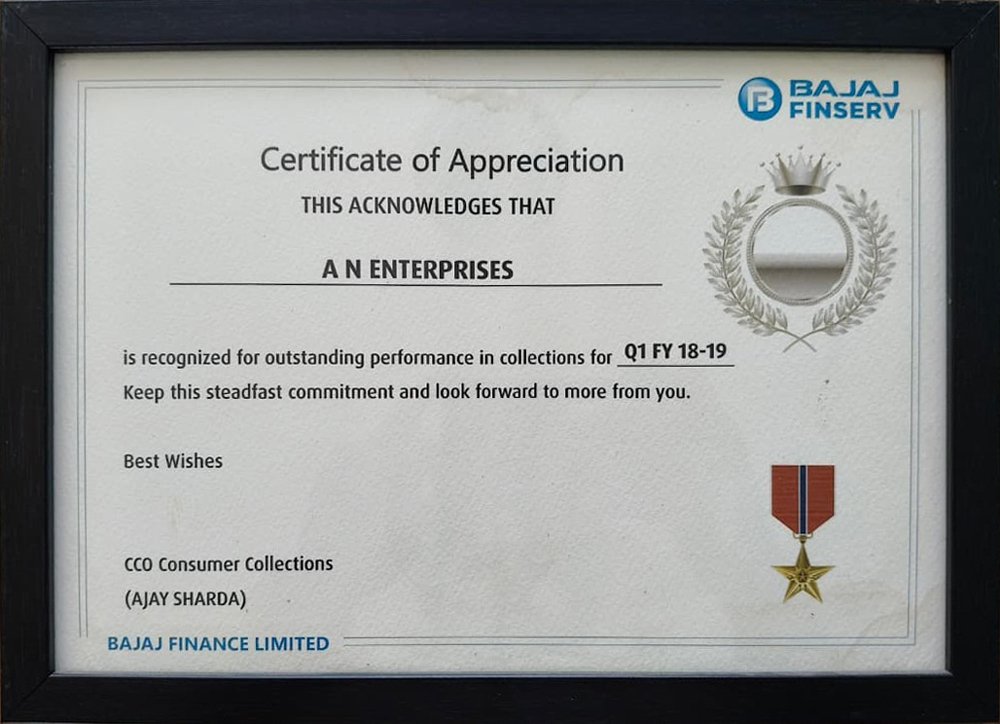 BAJAJ
FINSERV
Certificate of Appreciation
THIS ACKNOWLEDGES THAT
A N ENTERPRISES
is recognized for outstanding performance in collections for Q1 FY 18-19
Keep this steadfast commitment and look forward to more from you.
Best Wishes
CCO Consumer Collections
(AJAY SHARDA)
BAJAJ FINANCE LIMITED